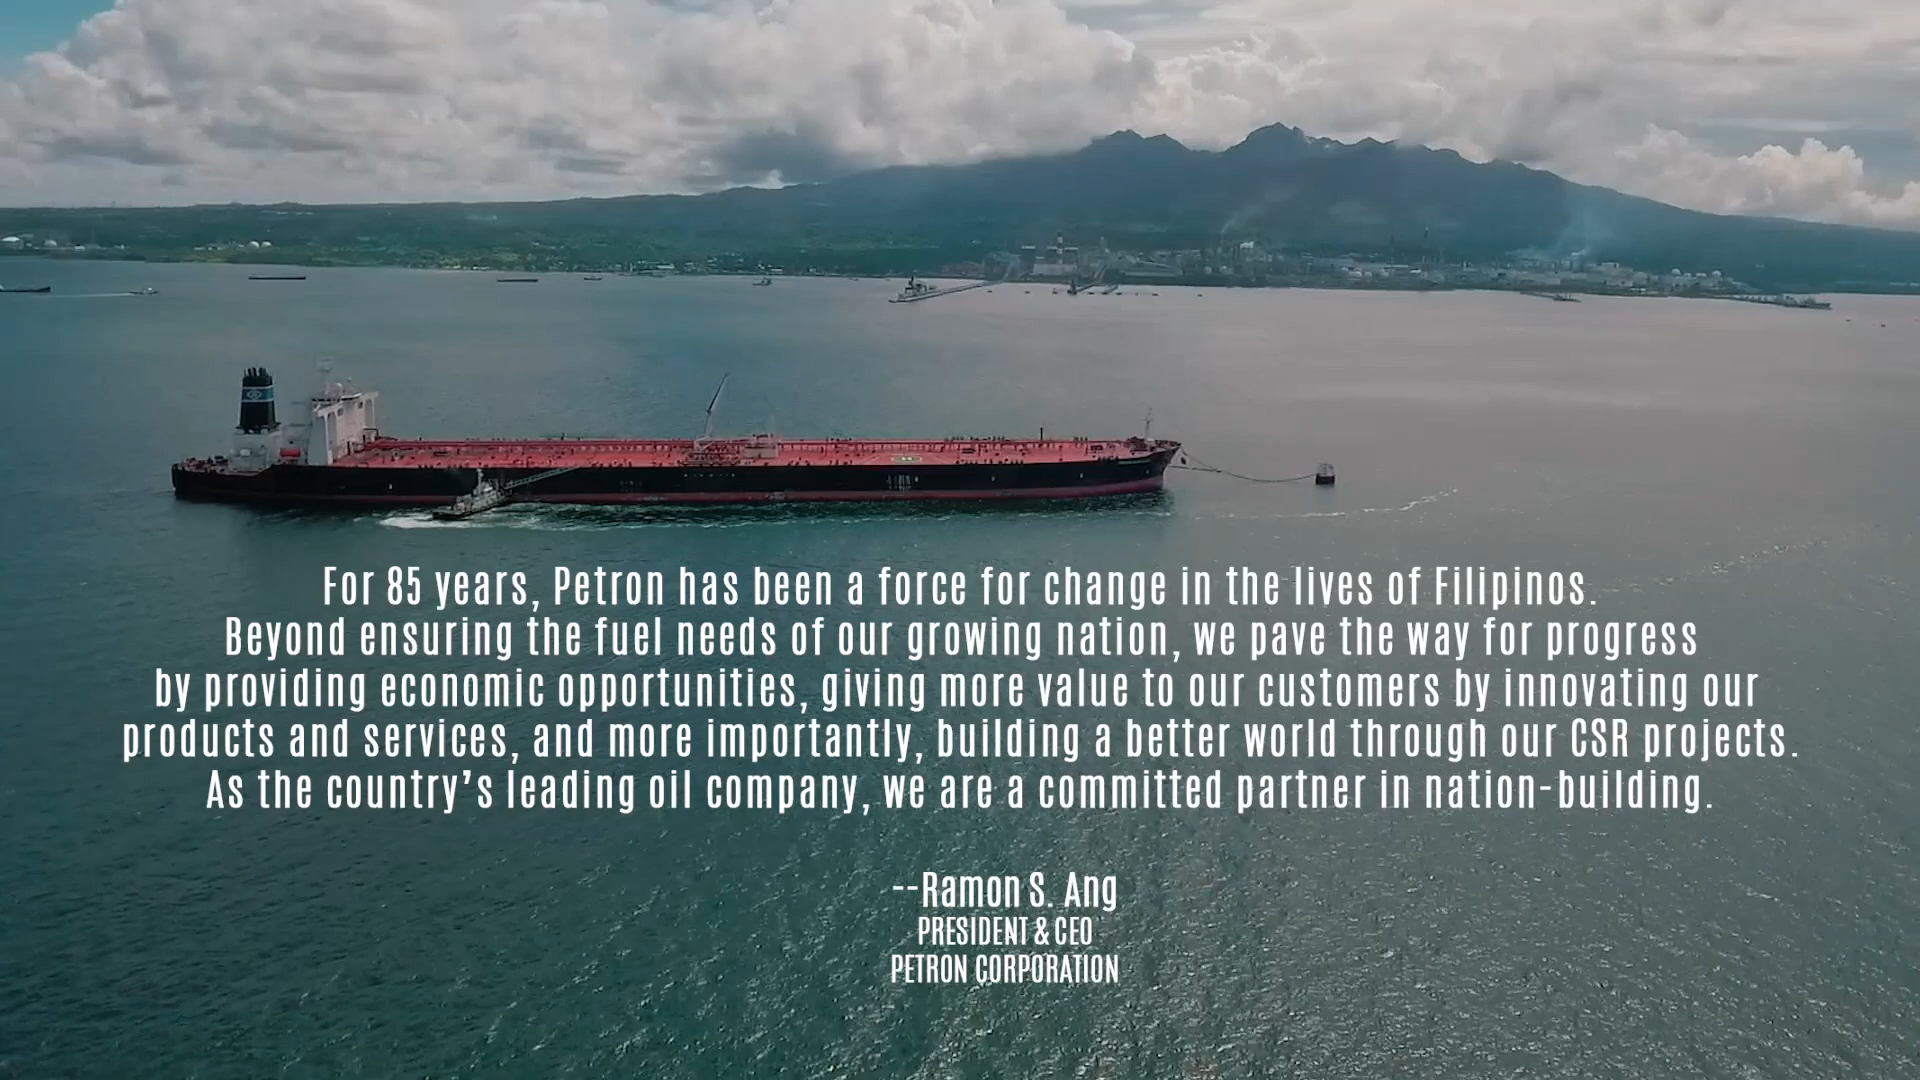 For 85 years, Petron has been a force for change in the lives of Filipinos.
Beyond ensuring the fuel needs of our growing nation, we pave the way for progress
by providing economic opportunities, giving more value to our customers by innovating our
products and services, and more importantly, building a better world through our CSR projects.
As the country’s leading oil company, we are a committed partner in nation-building.
--Ramon S. Ang
PRESIDENT & CEO
PETRON CORPORATION